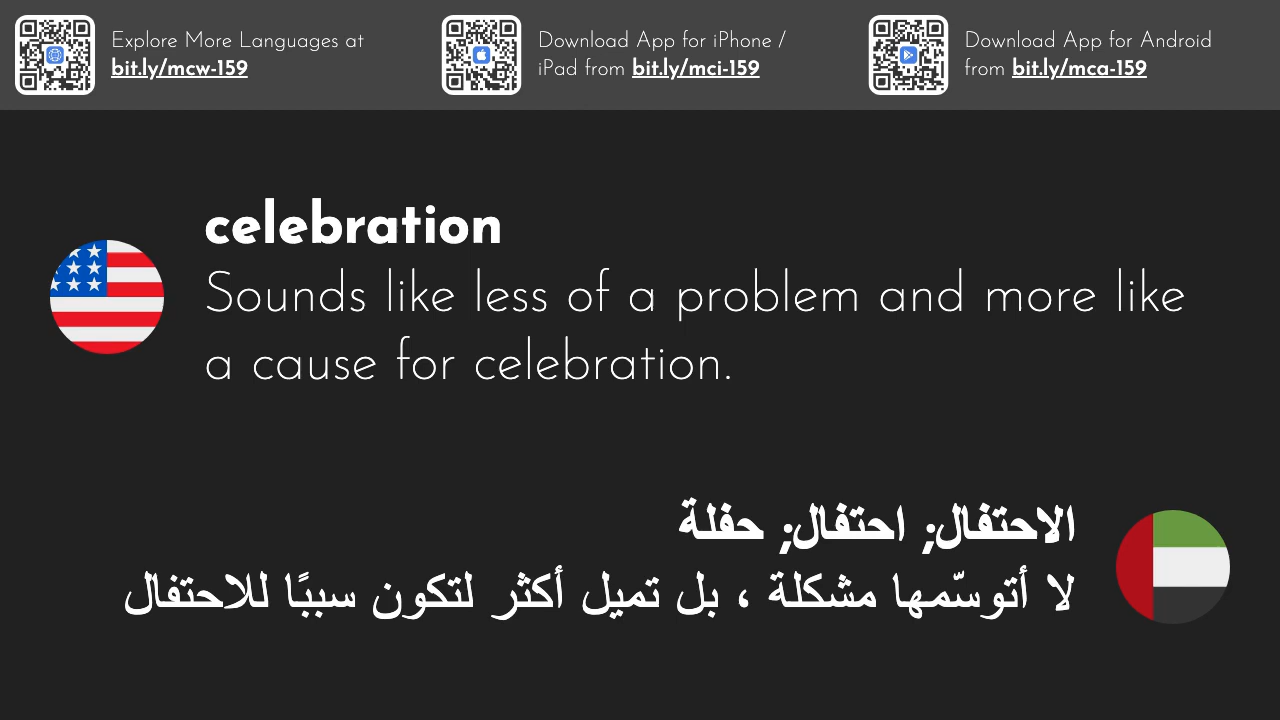 Explore More Languages at
bit.ly/mcw-159
Download App for iPhone /
iPad from bit.ly/mci-159
Download App for Android
from bit.ly/mca-159
celebration
Sounds like less of a problem and more like
a cause for celebration.
الاحتفال; احتفال; حفلة
لا أتوسّمها مشكلة ، بل تميل أكثر لتكون سببًا للاحتفال